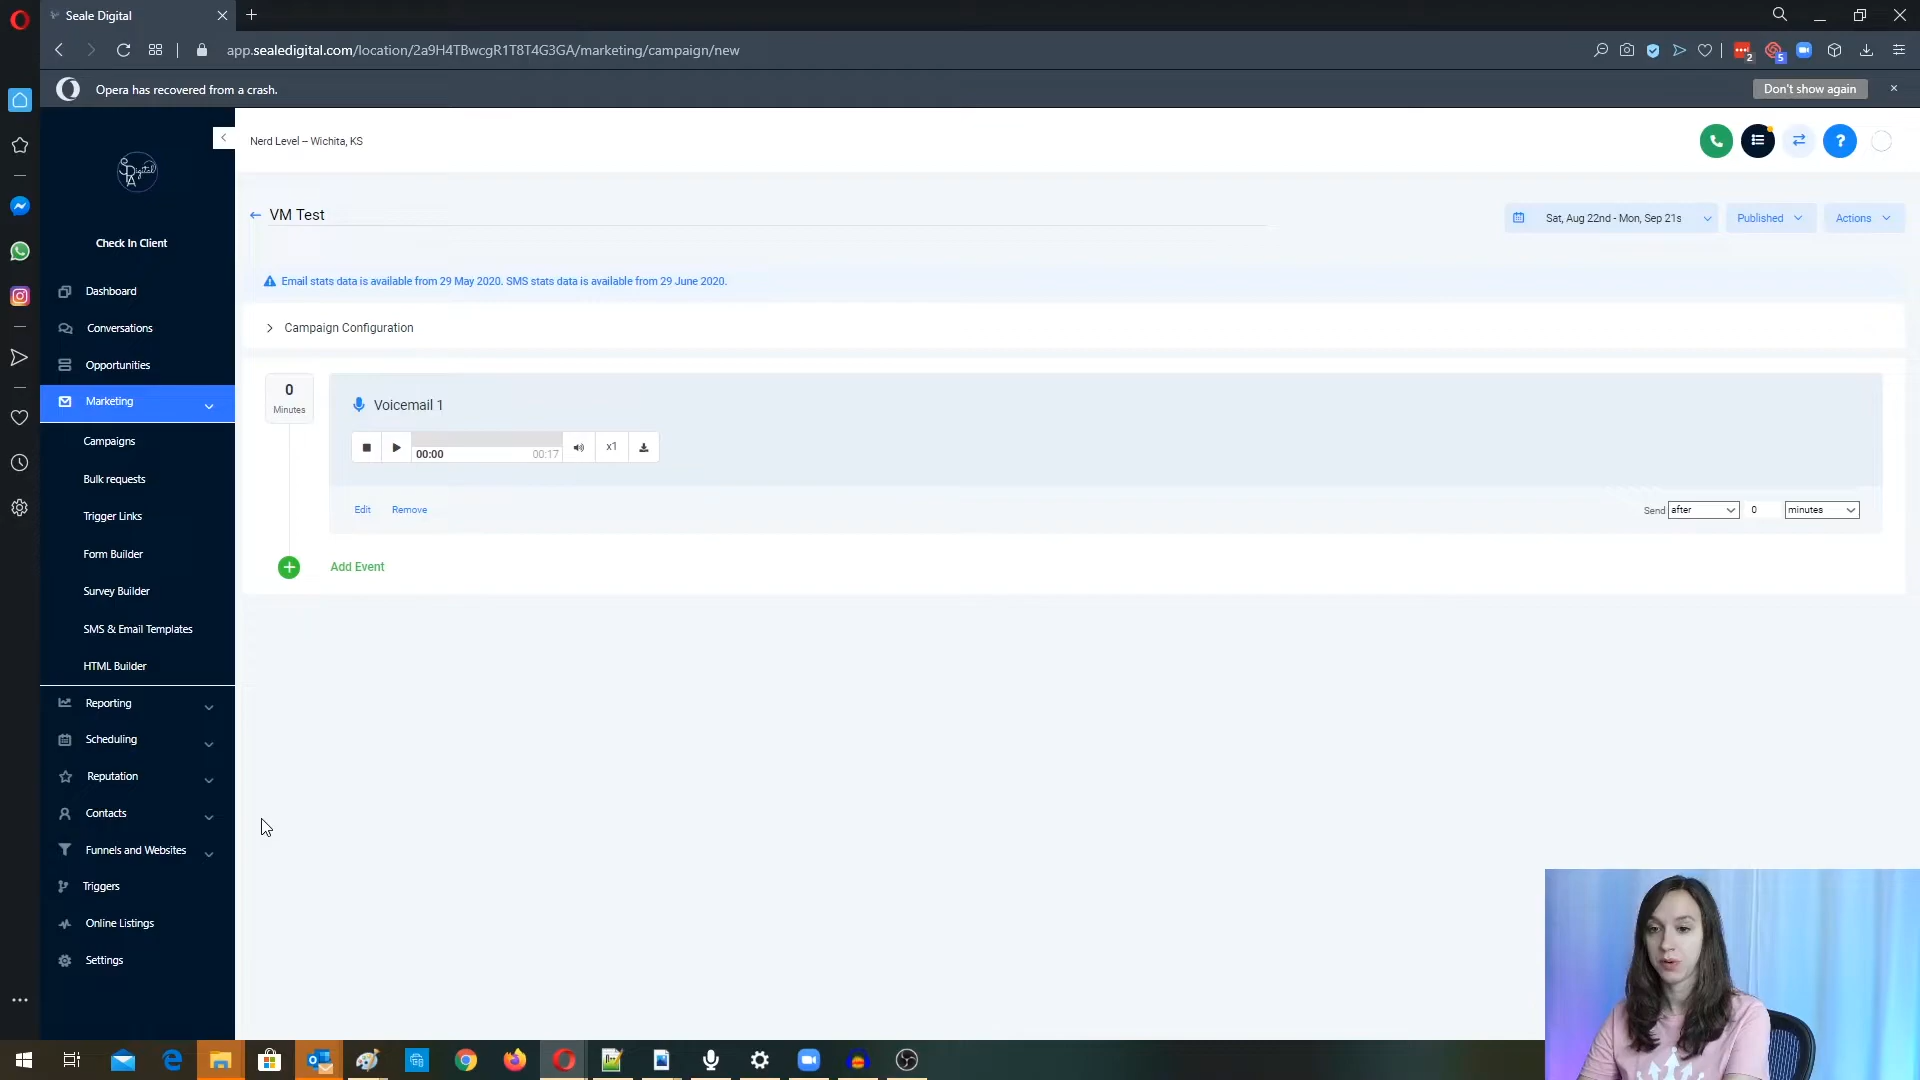 Seale Digital
app.sealedigital.com/location/2a9H4TBwcgR1T8T4G3GA/marketing/campaign/new
2
5
Opera has recovered from a crash.
Don't show again
Nerd Level – Wichita, KS
?
Digital
Check In Client
Dashboard
Conversations
Opportunities
Marketing
Campaigns
Bulk requests
Trigger Links
Form Builder
Survey Builder
SMS & Email Templates
HTML Builder
Reporting
Scheduling
Reputation
Contacts
Funnels and Websites
Triggers
Online Listings
Settings
VM Test
Sat, Aug 22nd - Mon, Sep 21s
Published
Actions
Email stats data is available from 29 May 2020. SMS stats data is available from 29 June 2020.
Campaign Configuration
0
Minutes
Voicemail 1
00:00
00:17
x1
Edit
Remove
Send after 0 minutes
Add Event